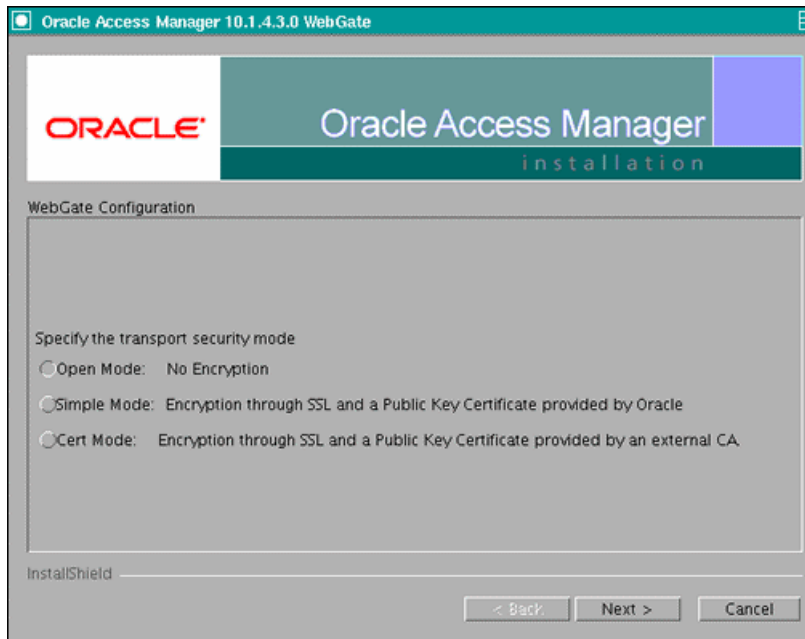 Oracle Access Manager 10.1.4.3.0 WebGate
ORACLE®
Oracle Access Manager
installation
WebGate Configuration
Specify the transport security mode
Open Mode: No Encryption
Simple Mode: Encryption through SSL and a Public Key Certificate provided by Oracle
Cert Mode: Encryption through SSL and a Public Key Certificate provided by an external CA.
InstallShield
< Back Next > Cancel